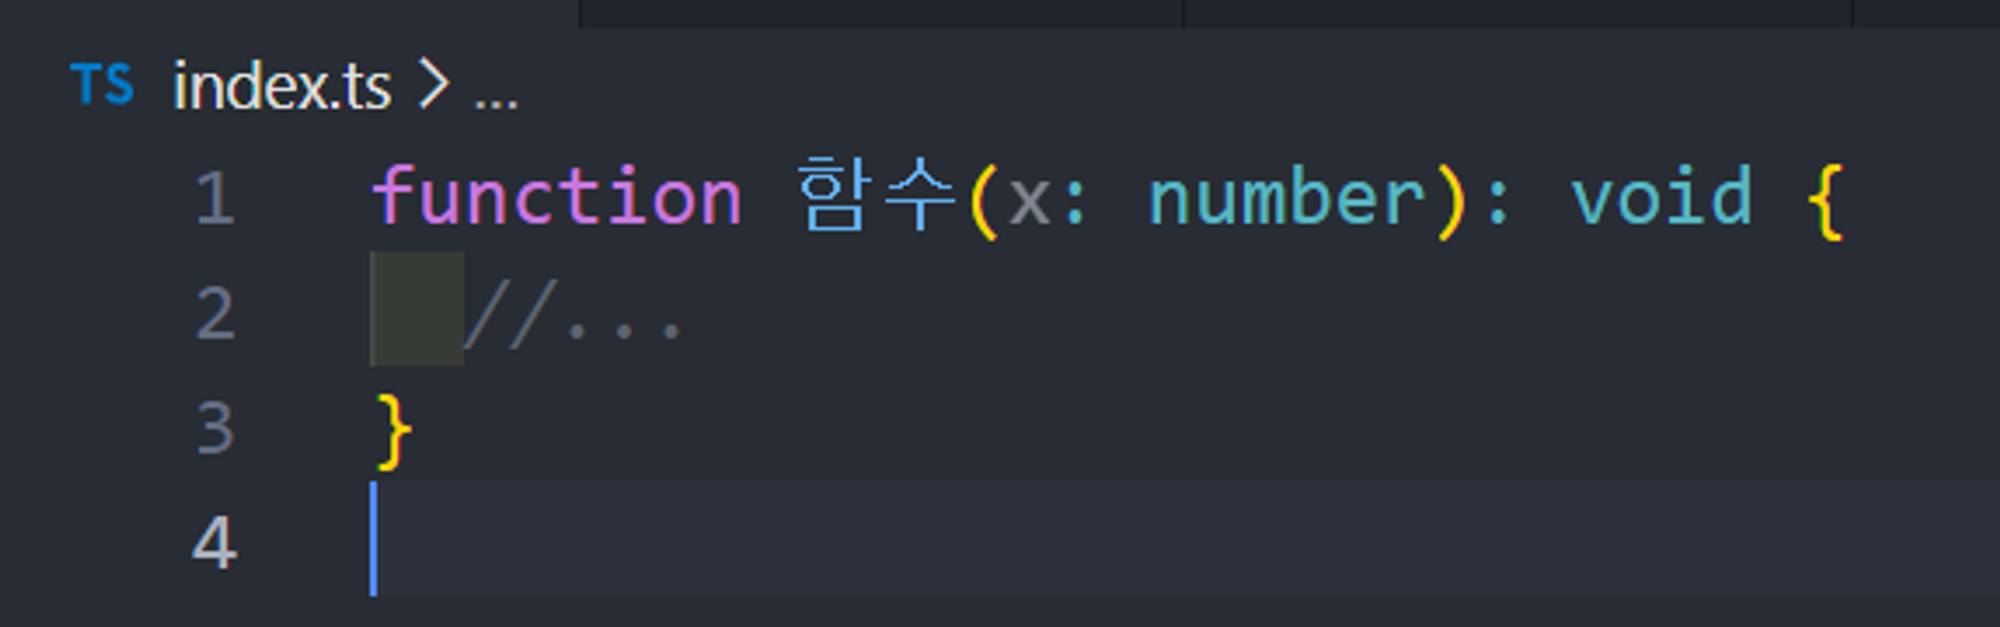 TS index.ts > ...
1 function 함수(x: number): void {
2 //...
3 }
4